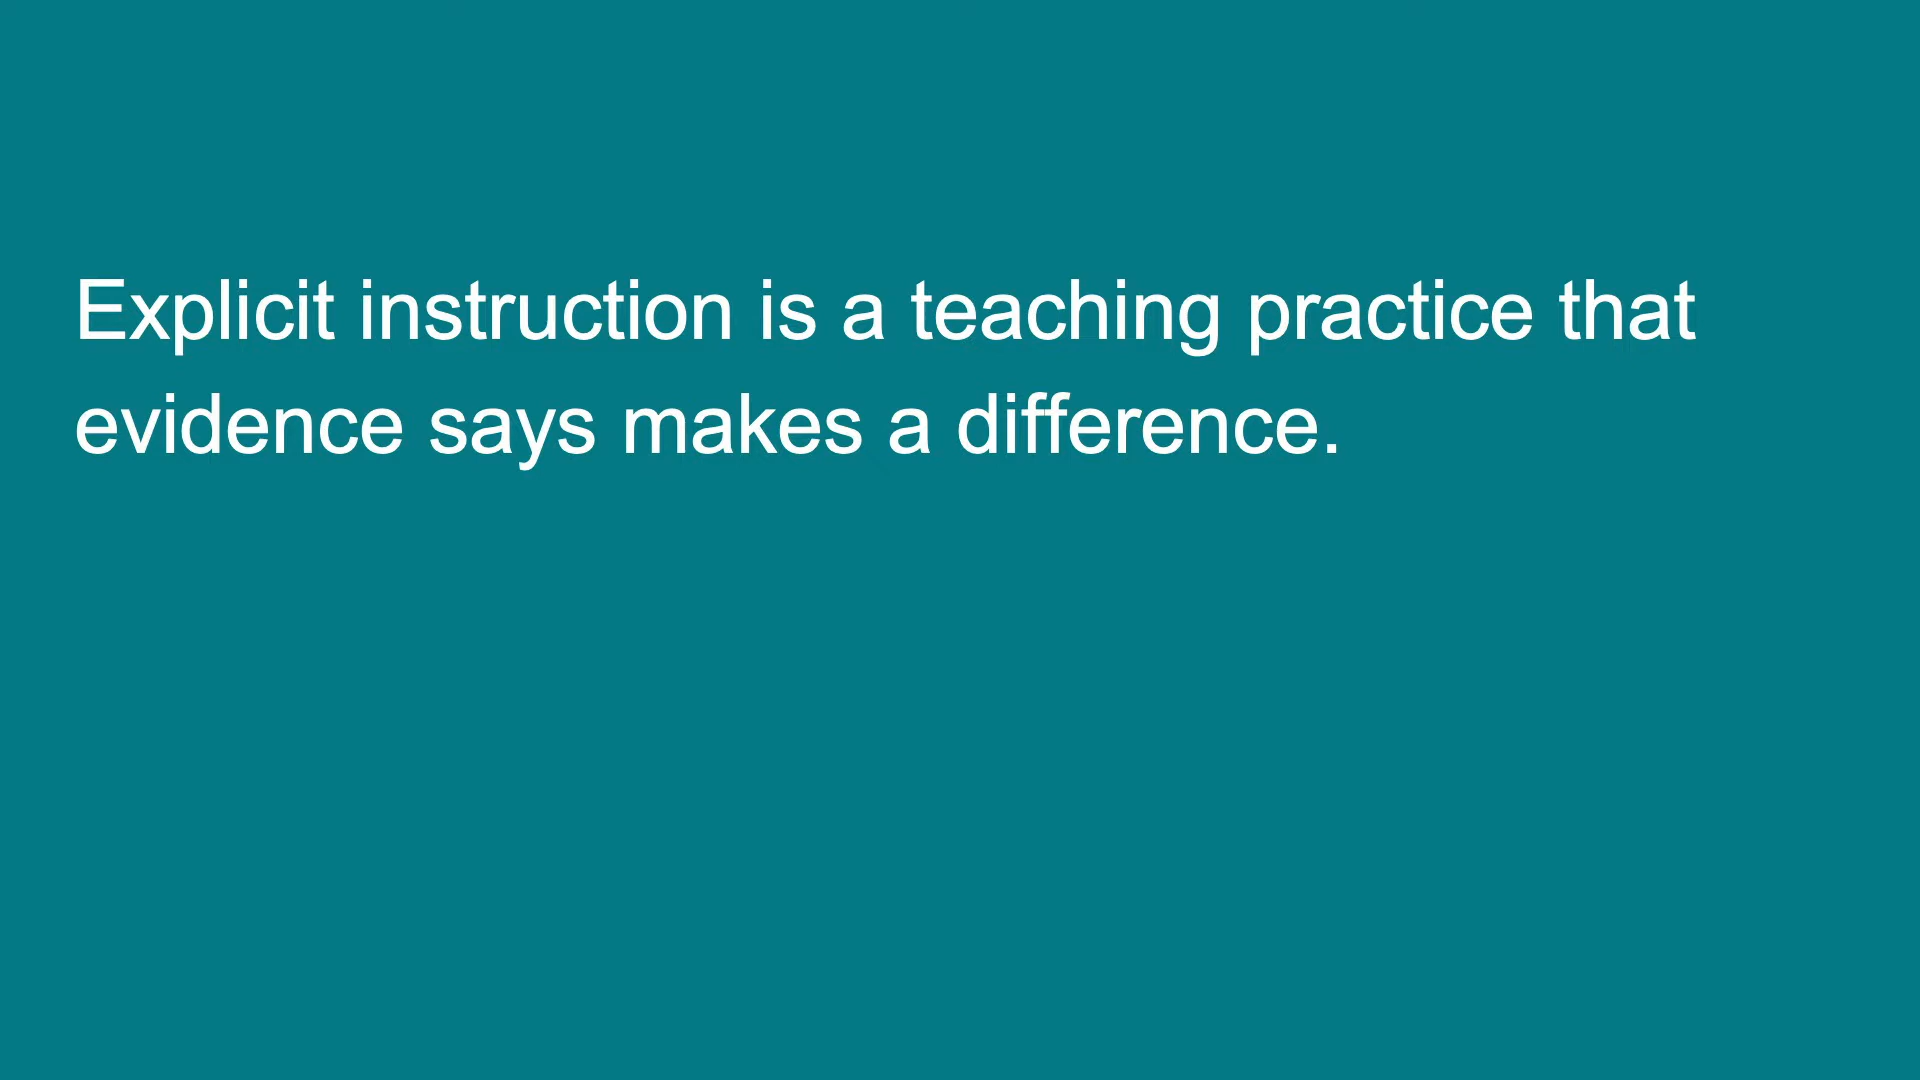 Explicit instruction is a teaching practice that
evidence says makes a difference.